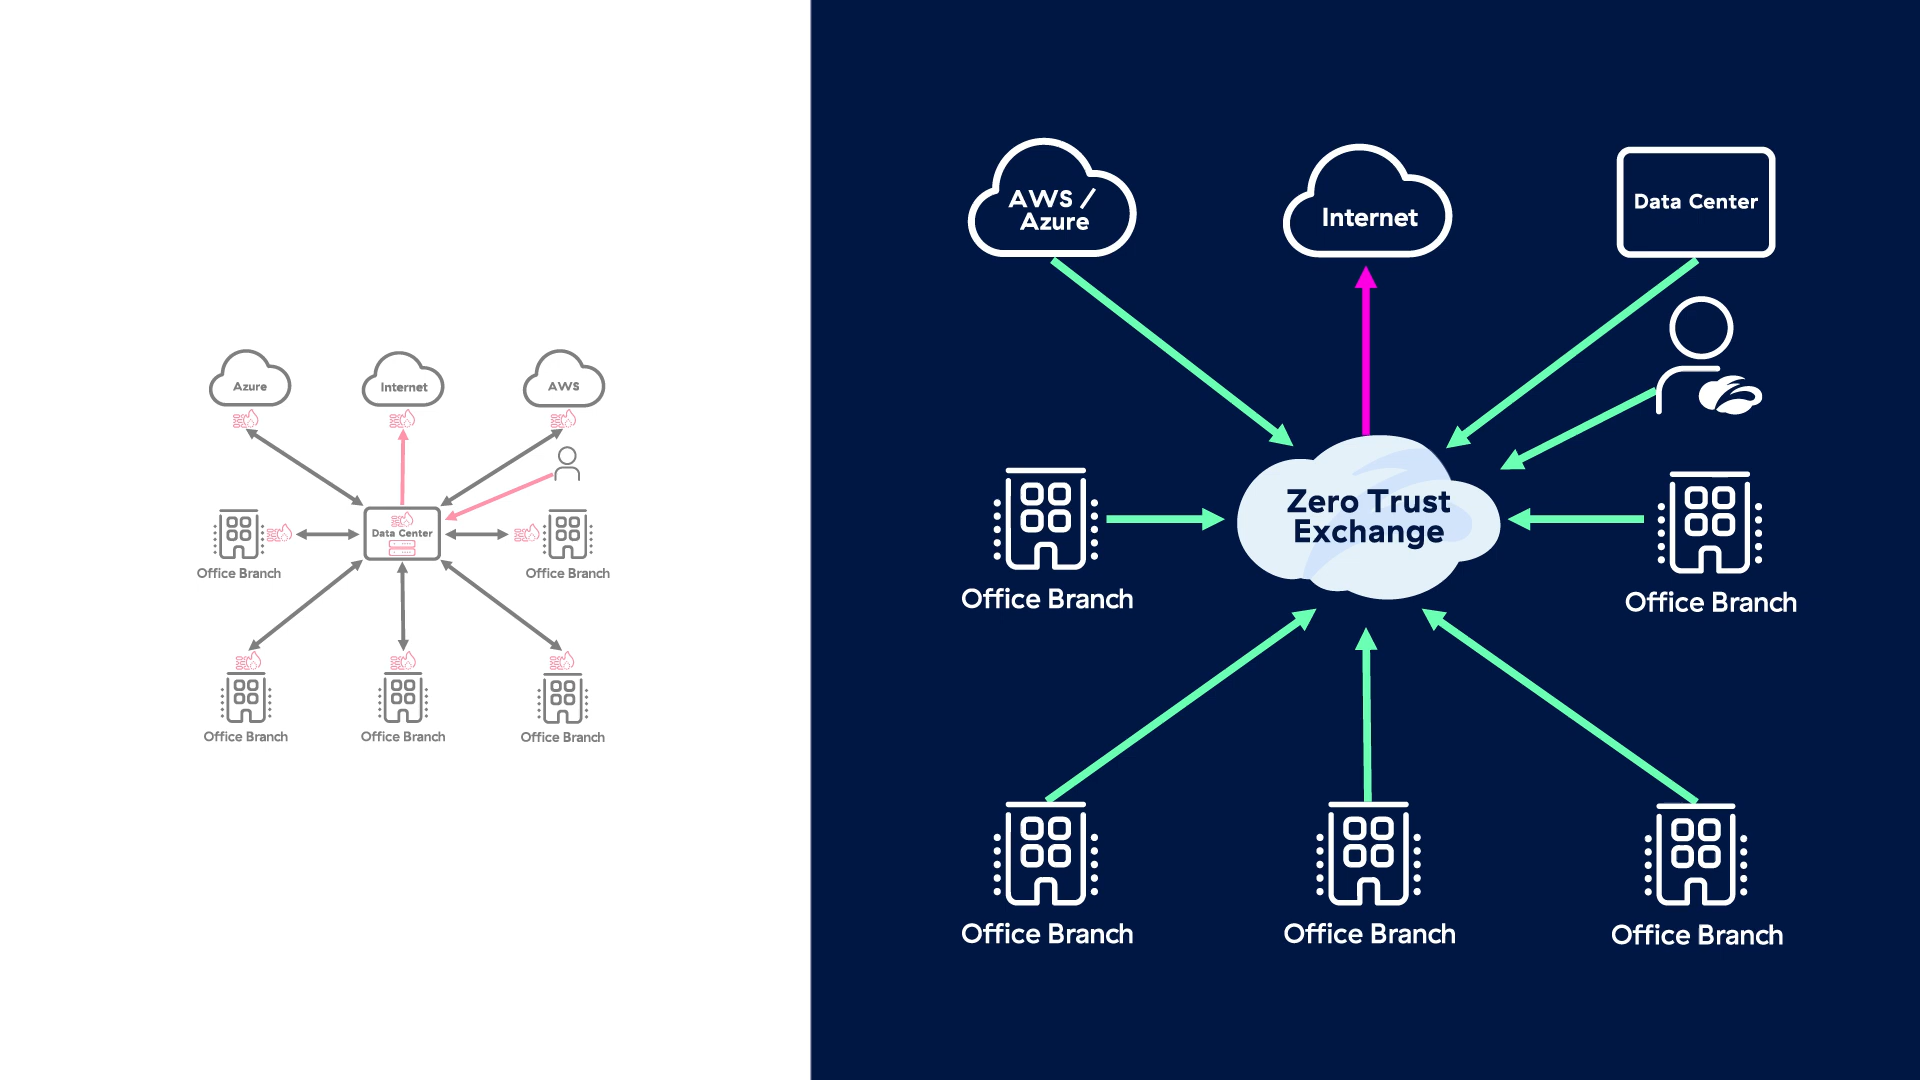 Azure
Internet
AWS
Data Center
Office Branch
Office Branch
Office Branch
Office Branch
Office Branch
AWS /
Azure
Internet
Data Center
Zero Trust
Exchange
Office Branch
Office Branch
Office Branch
Office Branch
Office Branch